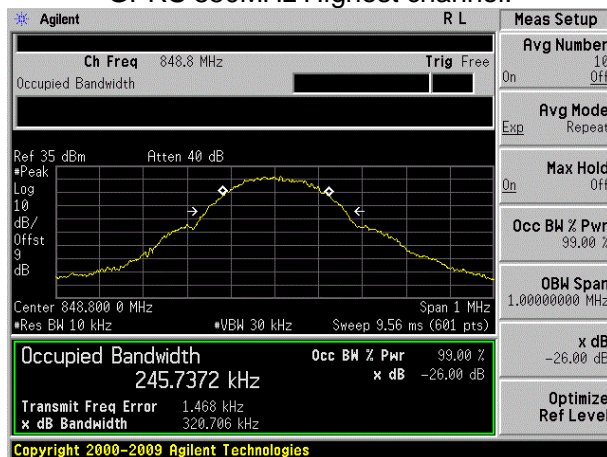 Agilent R L Meas Setup
Ch Freq 848.8 MHz Trig Free
Occupied Bandwidth
Avg Number
10
On Off
Avg Mode
Exp Repeat
Max Hold
On Off
Occ BW % Pwr
99.00 %
OBW Span
1.00000000 MHz
x dB
-26.00 dB
Optimize
Ref Level
Ref 35 dBm Atten 40 dB
#Peak
Log
10
dB/
Offst
9
dB
Center 848.800 0 MHz Span 1 MHz
#Res BW 10 kHz #VBW 30 kHz Sweep 9.56 ms (601 pts)
Occupied Bandwidth Occ BW % Pwr 99.00 %
245.7372 kHz x dB -26.00 dB
Transmit Freq Error 1.468 kHz
x dB Bandwidth 320.706 kHz
Copyright 2000-2009 Agilent Technologies